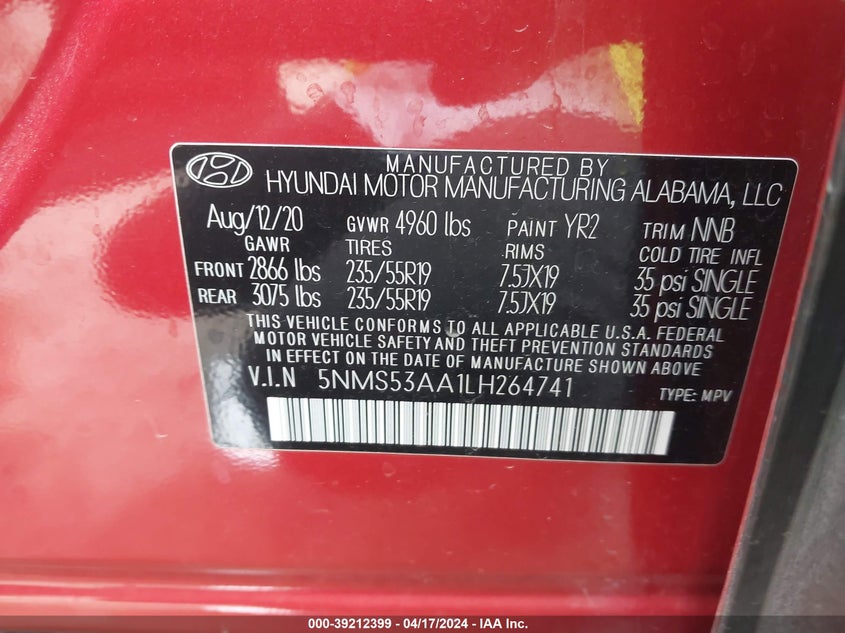 MANUFACTURED BY
HYUNDAI MOTOR MANUFACTURING ALABAMA, LLC
Aug/12/20 GVWR 4960 lbs PAINT YR2 TRIM NNB
GAWR TIRES RIMS COLD TIRE INFL
FRONT 2866 lbs 235/55R19 7.5JX19 35 psi SINGLE
REAR 3075 lbs 235/55R19 7.5JX19 35 psi SINGLE
THIS VEHICLE CONFORMS TO ALL APPLICABLE U.S.A. FEDERAL
MOTOR VEHICLE SAFETY AND THEFT PREVENTION STANDARDS
IN EFFECT ON THE DATE OF MANUFACTURE SHOWN ABOVE
V.I.N 5NMS53AA1LH264741 TYPE: MPV
000-39212399 - 04/17/2024 - IAA Inc.